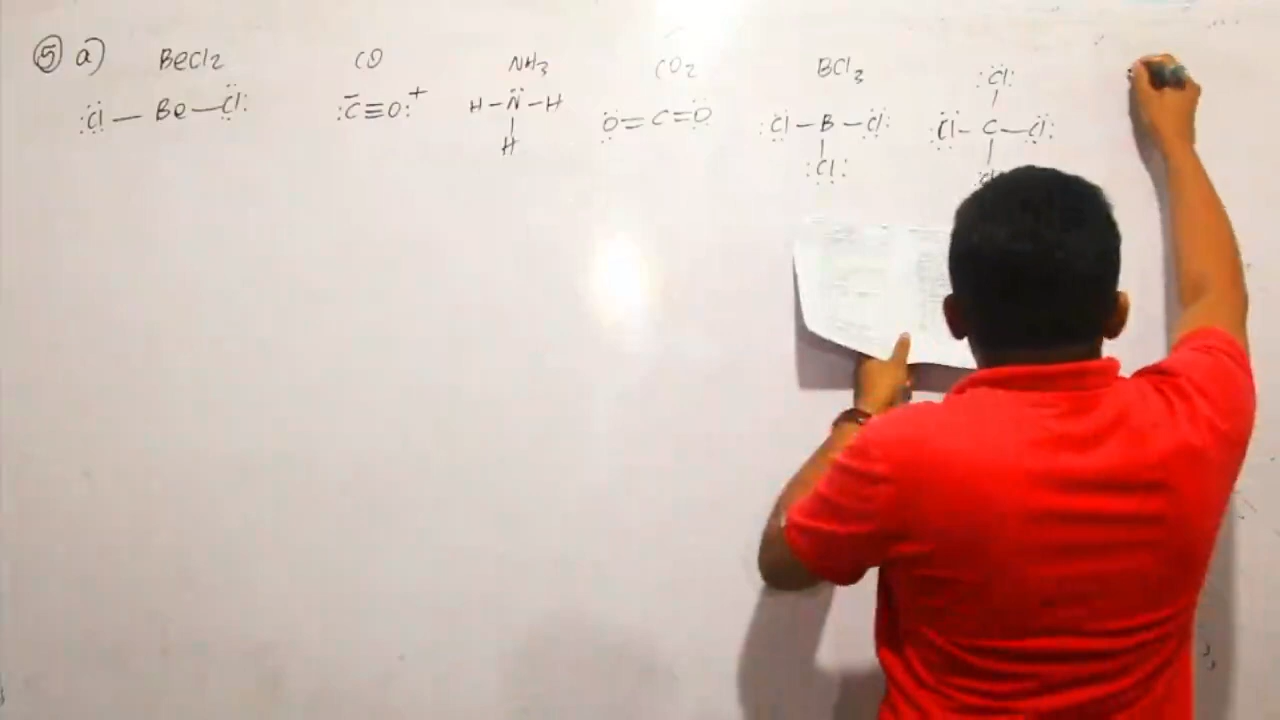 ⑤ a) BeCl2 CO NH3 CO2 BCl3
:Cl — Be — Cl: :C≡O:+ H – N – H O=C=O :Cl – B – Cl: :Cl:
H :Cl: :Cl – C – Cl: